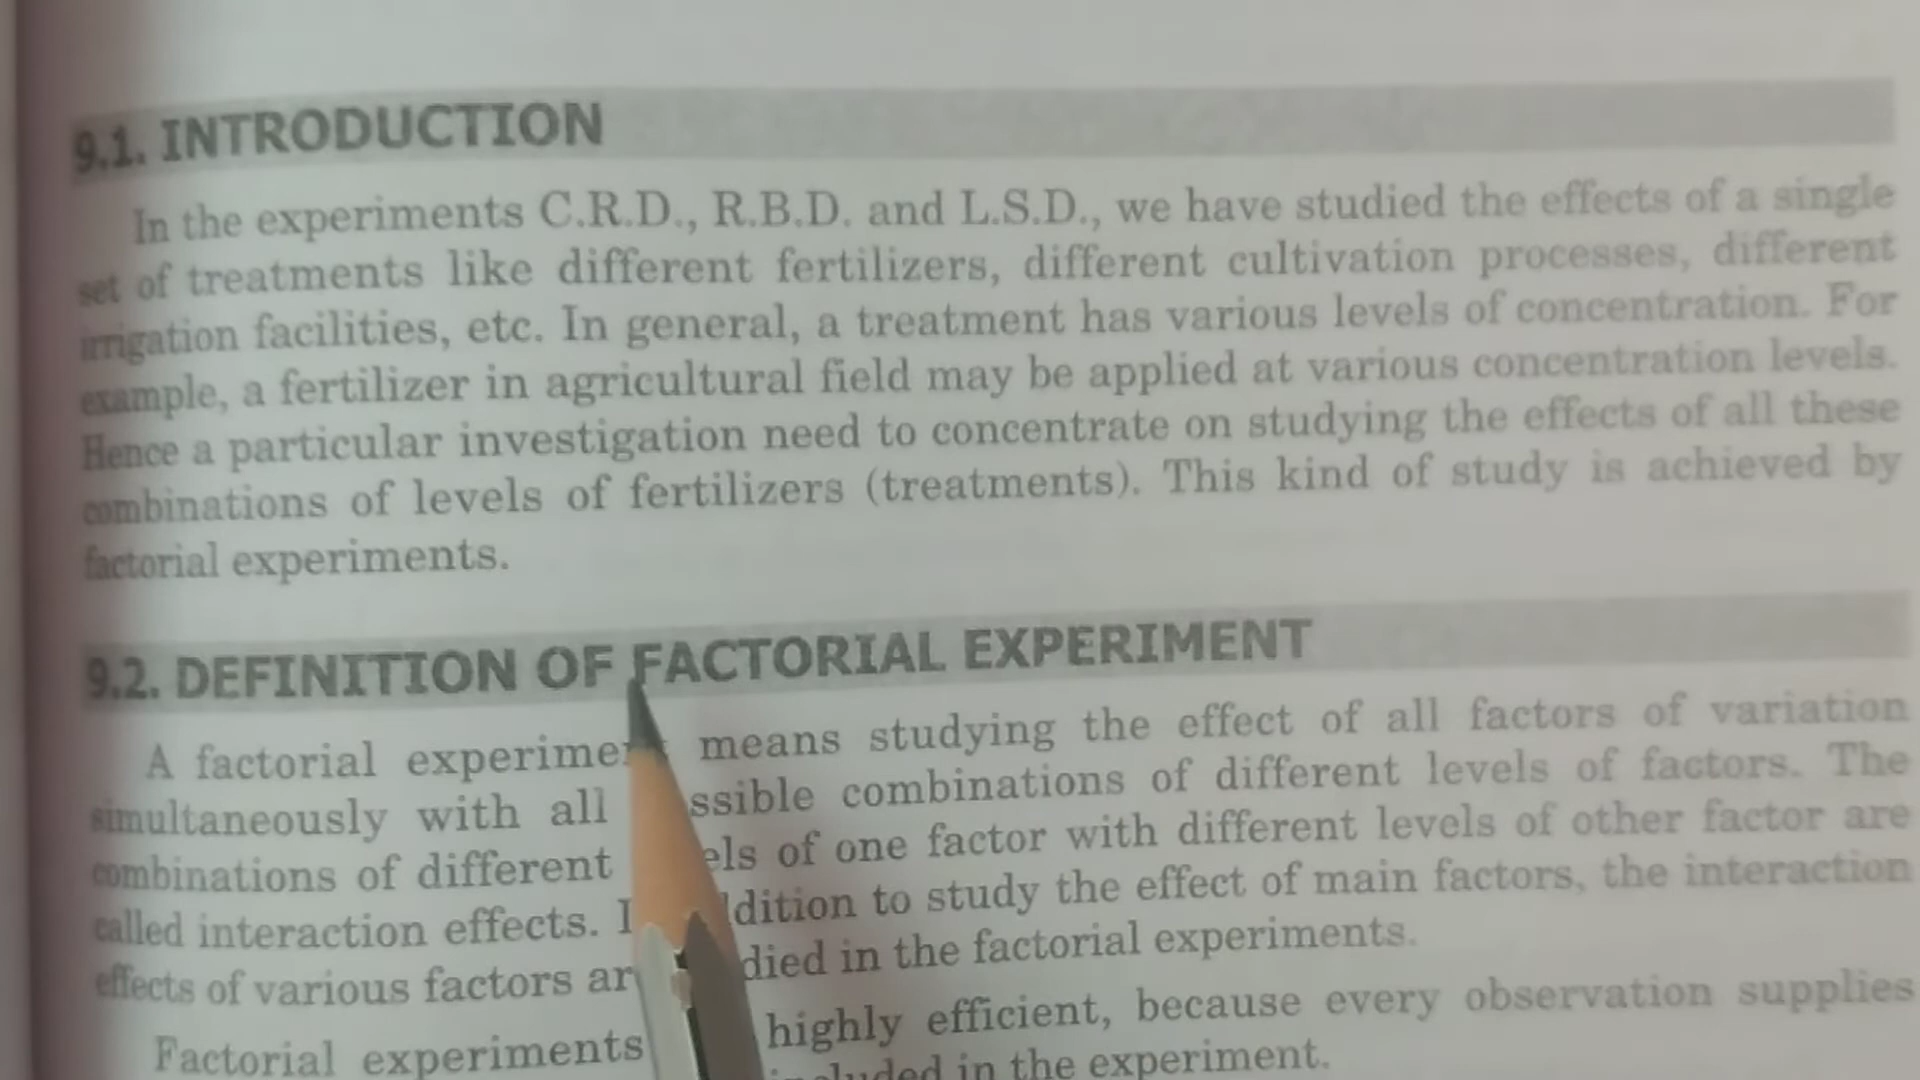 9.1. INTRODUCTION
In the experiments C.R.D., R.B.D. and L.S.D., we have studied the effects of a single
set of treatments like different fertilizers, different cultivation processes, different
irrigation facilities, etc. In general, a treatment has various levels of concentration. For
example, a fertilizer in agricultural field may be applied at various concentration levels.
Hence a particular investigation need to concentrate on studying the effects of all these
combinations of levels of fertilizers (treatments). This kind of study is achieved by
factorial experiments.
9.2. DEFINITION OF FACTORIAL EXPERIMENT
A factorial means studying the effect of all factors of variation
simultaneously with all combinations of different levels of factors. The
combinations of different of one factor with different levels of other factor are
called interaction effects. to study the effect of main factors, the interaction
effects of various factors in the factorial experiments.
Factorial experiments highly efficient, because every observation supplies
in the experiment.